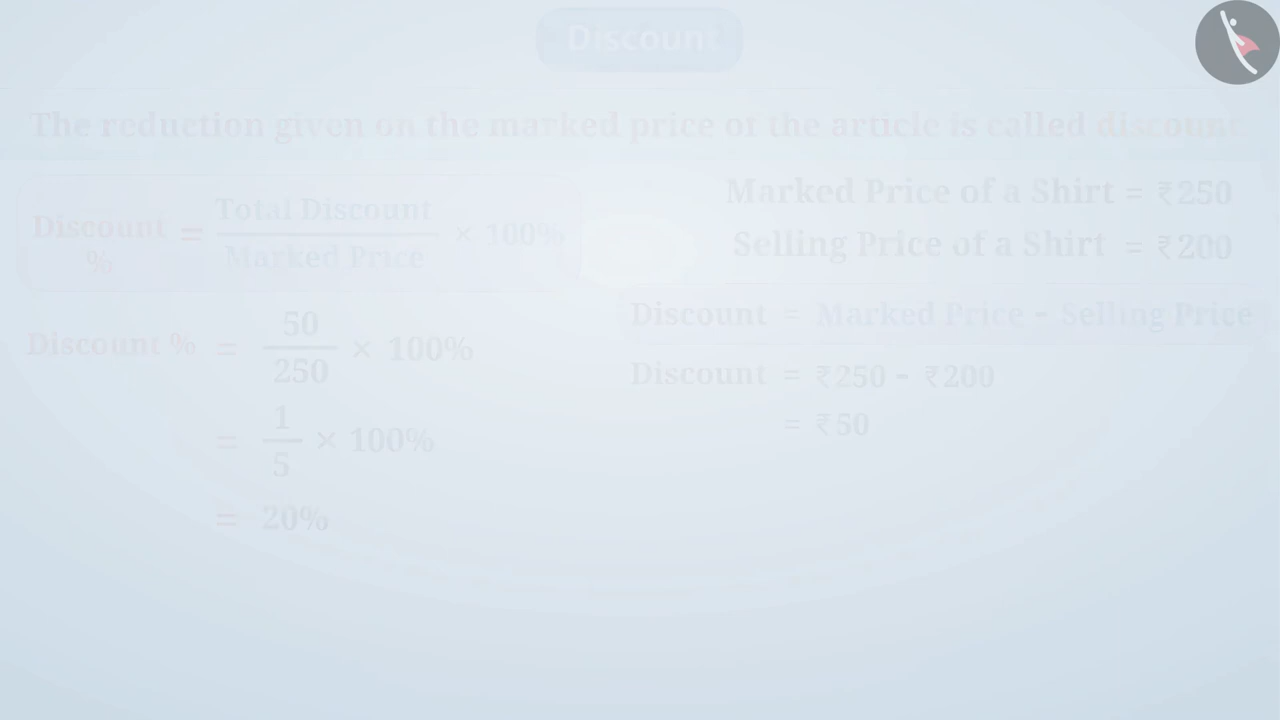 Discount
The reduction given on the marked price of the article is called discount
Discount % = Total Discount / Marked Price × 100%
Marked Price of a Shirt = ₹250
Selling Price of a Shirt = ₹200
Discount = Marked Price - Selling Price
Discount % = 50 / 250 × 100%
Discount = ₹250 - ₹200
= ₹50
= 1 / 5 × 100%
= 20%